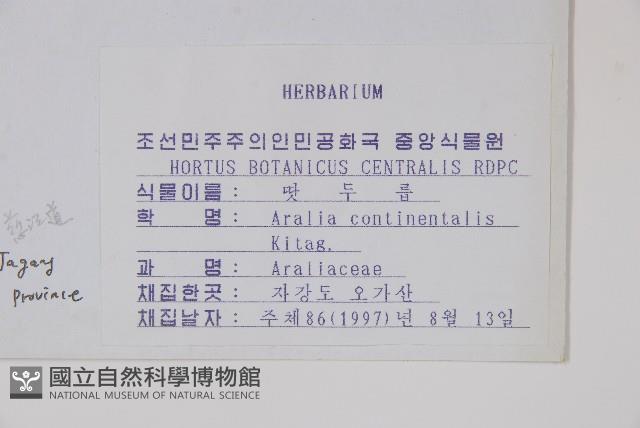 HERBARIUM
조선민주주의인민공화국 중앙식물원
HORTUS BOTANICUS CENTRALIS RDPC
식물이름 : 땃 두 릅
학 명 : Aralia continentalis
Kitag.
과 명 : Araliaceae
채집한곳 : 자강도 오가산
채집날자 : 주체86(1997)년 8월 13일
慈江道
Jagang
Province
國立自然科學博物館
NATIONAL MUSEUM OF NATURAL SCIENCE